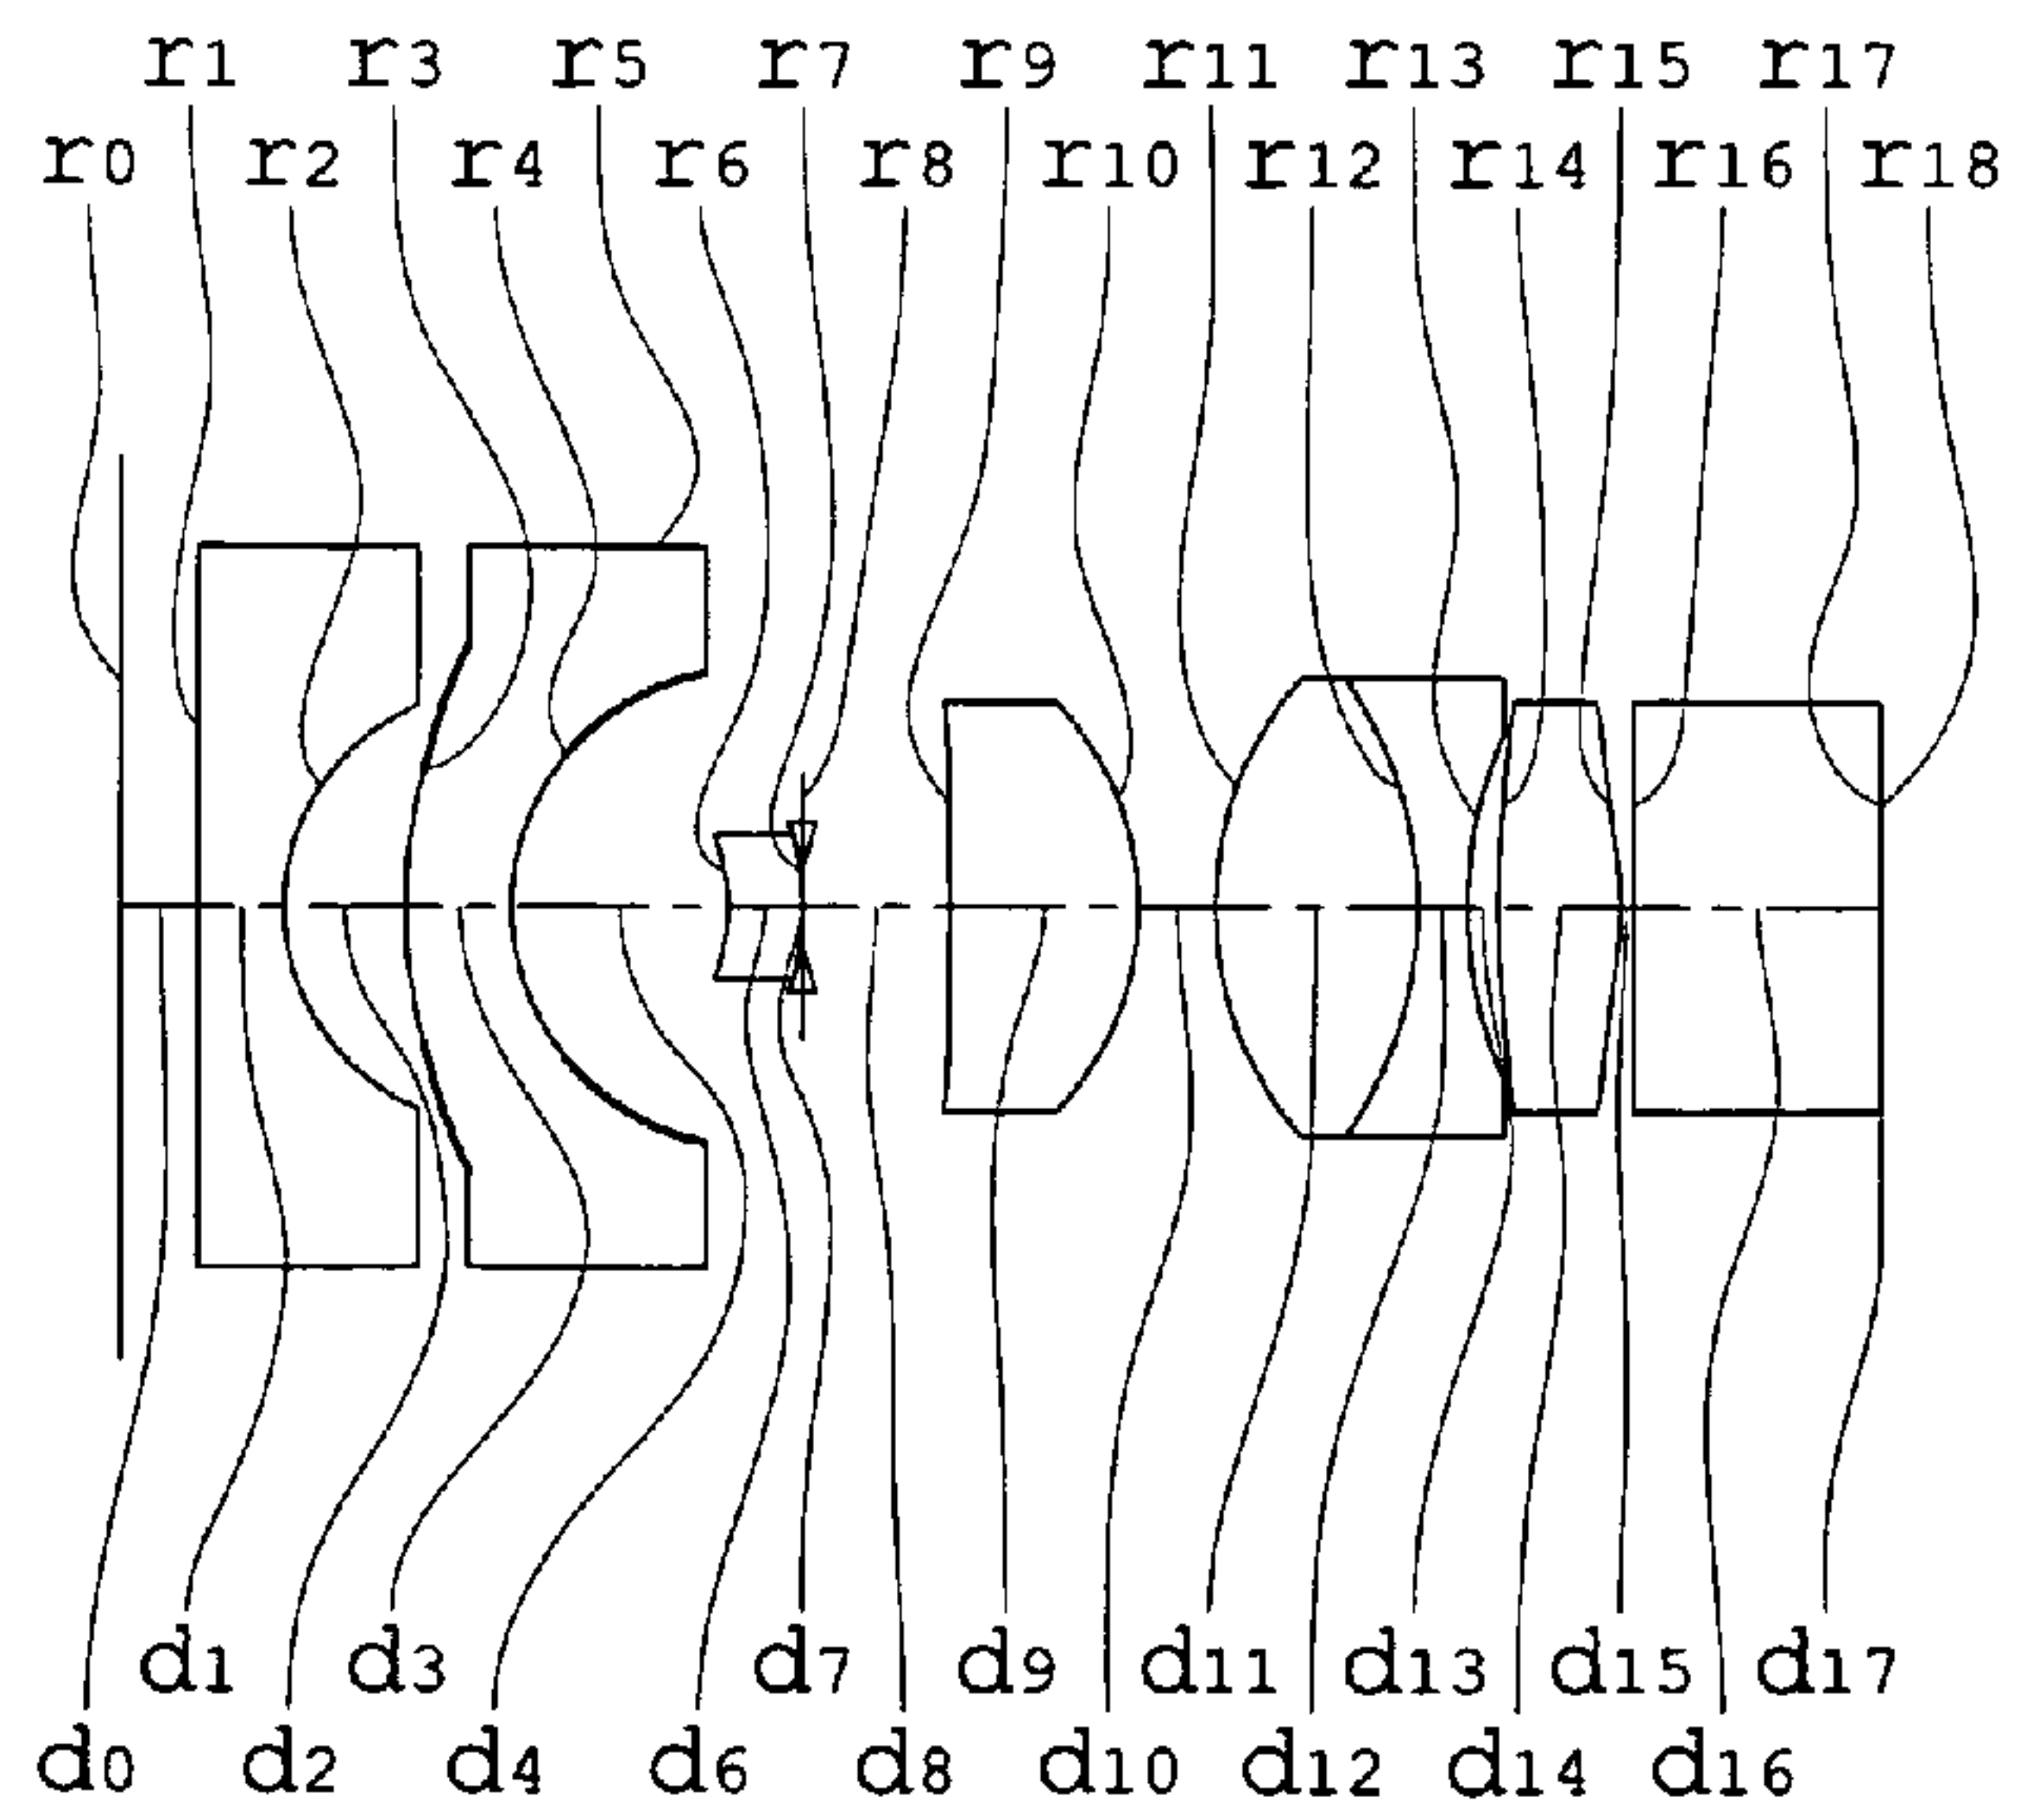 r1 r3 r5 r7 r9 r11 r13 r15 r17
r0 r2 r4 r6 r8 r10 r12 r14 r16 r18
d1 d3 d7 d9 d11 d13 d15 d17
d0 d2 d4 d6 d8 d10 d12 d14 d16